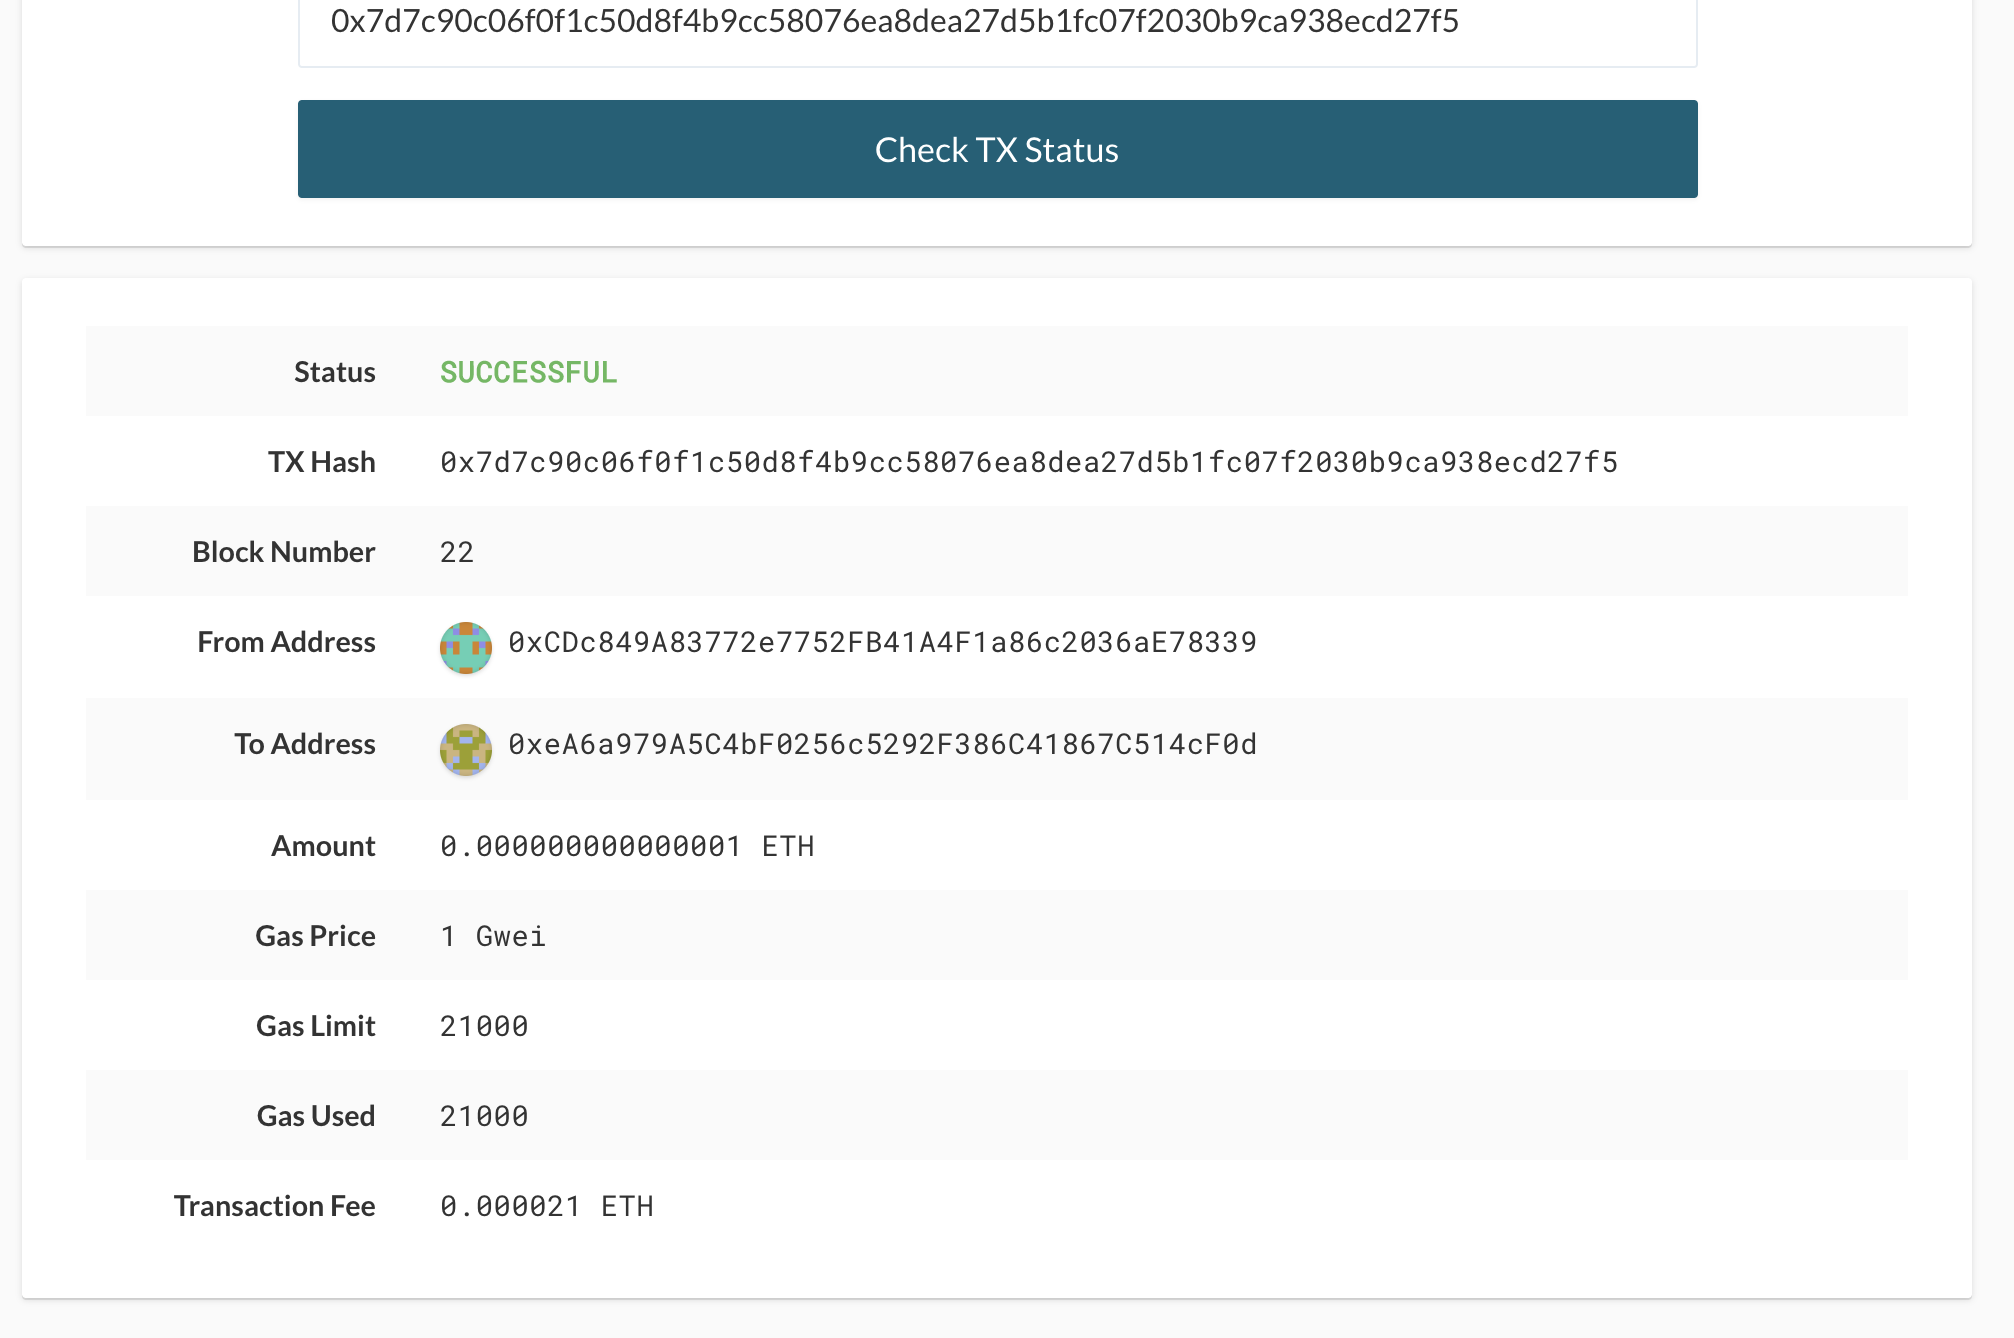 0x7d7c90c06f0f1c50d8f4b9cc58076ea8dea27d5b1fc07f2030b9ca938ecd27f5
Check TX Status
Status SUCCESSFUL
TX Hash 0x7d7c90c06f0f1c50d8f4b9cc58076ea8dea27d5b1fc07f2030b9ca938ecd27f5
Block Number 22
From Address 0xCDc849A83772e7752FB41A4F1a86c2036aE78339
To Address 0xeA6a979A5C4bF0256c5292F386C41867C514cF0d
Amount 0.000000000000001 ETH
Gas Price 1 Gwei
Gas Limit 21000
Gas Used 21000
Transaction Fee 0.000021 ETH